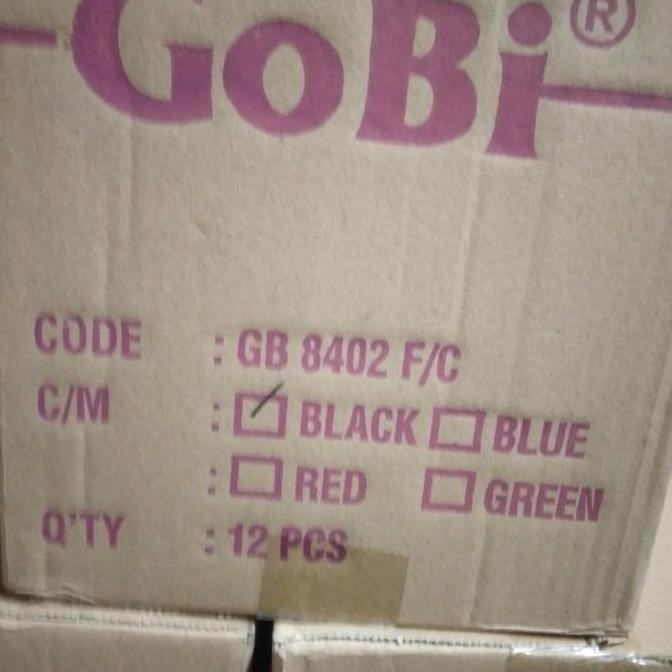 GoBi®
CODE : GB 8402 F/C
C/M : BLACK BLUE
: RED GREEN
Q'TY : 12 PCS